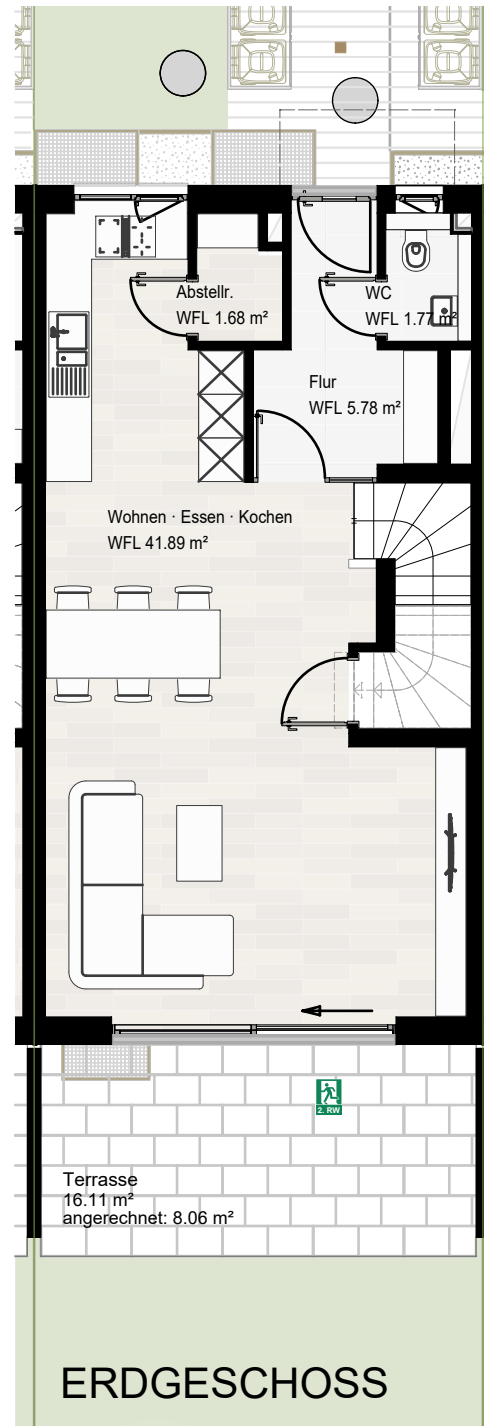 Abstellr.
WFL 1.68 m²
WC
WFL 1.77 m²
Flur
WFL 5.78 m²
Wohnen · Essen · Kochen
WFL 41.89 m²
2. RW
Terrasse
16.11 m²
angerechnet: 8.06 m²
ERDGESCHOSS